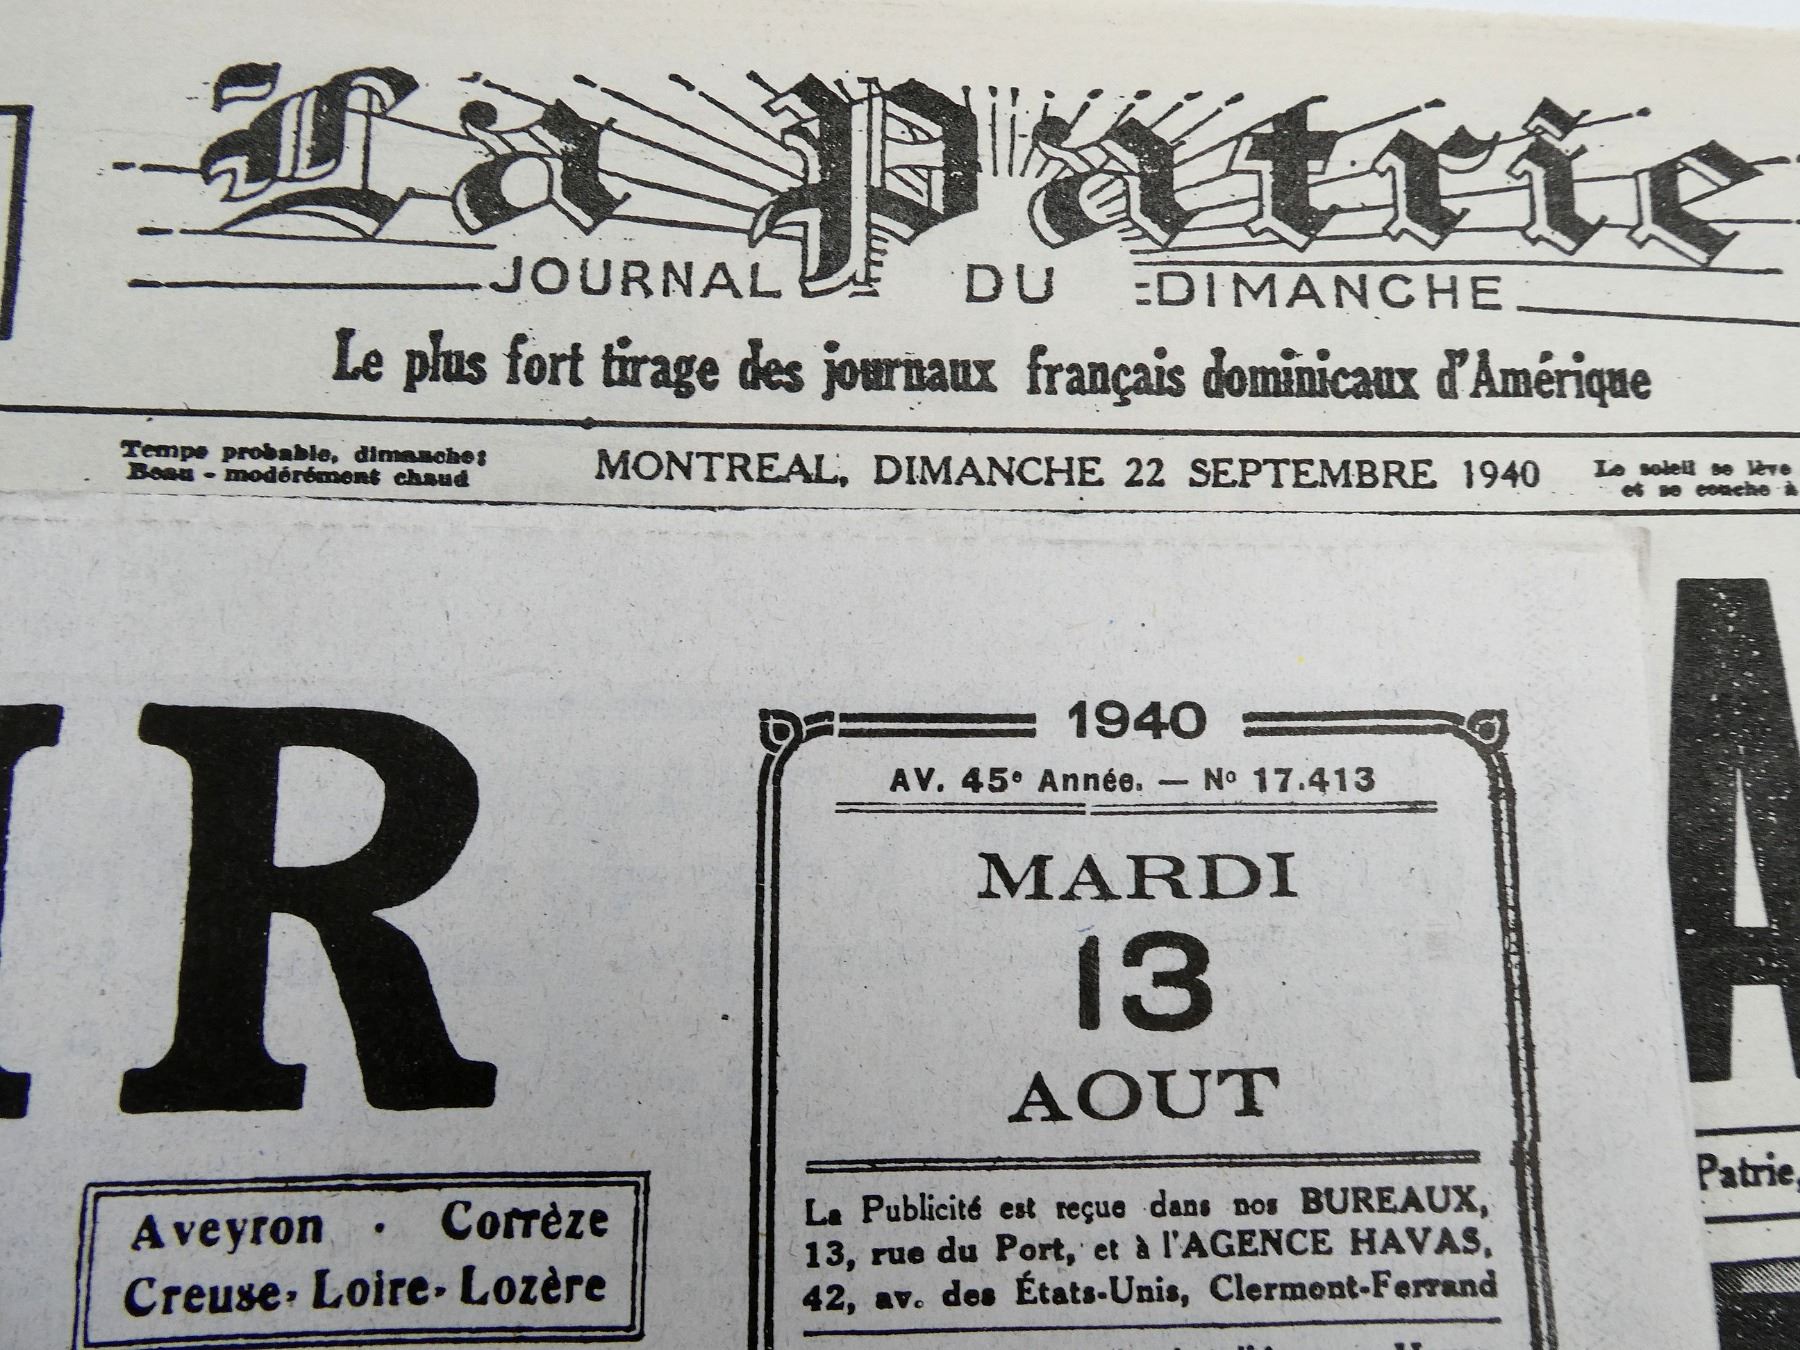 La Patrie
JOURNAL DU DIMANCHE
Le plus fort tirage des journaux français dominicaux d'Amérique
Temps probable, dimanche:
Beau - modérément chaud
MONTREAL, DIMANCHE 22 SEPTEMBRE 1940
Le soleil se lève
et se couche à
R
A
1940
AV. 45e Année. — No 17.413
MARDI
13
AOUT
La Publicité est reçue dans nos BUREAUX,
13, rue du Port, et à l'AGENCE HAVAS,
42, av. des États-Unis, Clermont-Ferrand
Aveyron · Corrèze
Creuse- Loire- Lozère
Patrie,